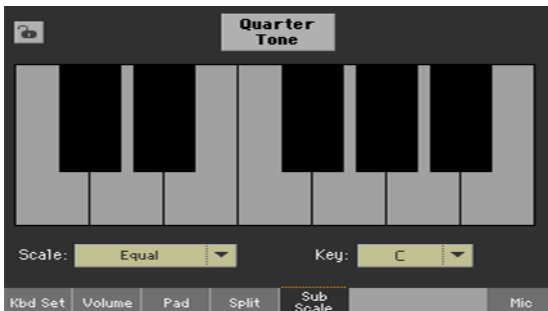 Quarter
Tone
Scale: Equal Key: C
Kbd Set Volume Pad Split Sub Scale Mic